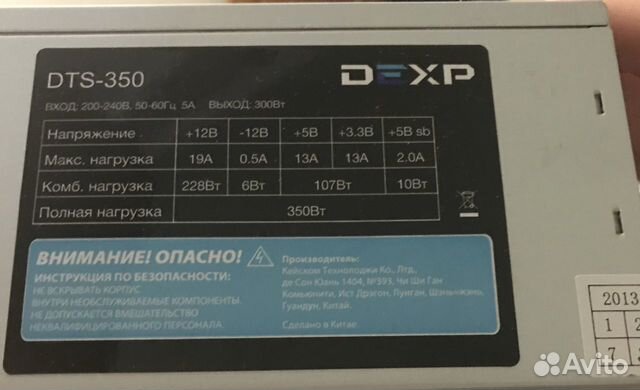 DTS-350
DEXP
ВХОД: 200-240В, 50-60Гц 5А ВЫХОД: 300Вт
Напряжение +12В -12В +5В +3.3В +5В sb
Макс. нагрузка 19А 0.5А 13А 13А 2.0А
Комб. нагрузка 228Вт 6Вт 107Вт 10Вт
Полная нагрузка 350Вт
ВНИМАНИЕ! ОПАСНО!
ИНСТРУКЦИЯ ПО БЕЗОПАСНОСТИ:
НЕ ВСКРЫВАТЬ КОРПУС
ВНУТРИ НЕОБСЛУЖИВАЕМЫЕ КОМПОНЕНТЫ.
НЕ ДОПУСКАЕТСЯ ВМЕШАТЕЛЬСТВО
НЕКВАЛИФИЦИРОВАННОГО ПЕРСОНАЛА.
Производитель:
Кейском Технолоджи Ко., Лтд,
де Сон Юань 1404, №393, Чи Ши Ган
Комьюнити, Ист Дрэгон, Лунган, Шэньчжэнь,
Гуандун, Китай.
Сделано в Китае
2013
1 2
7
Avito